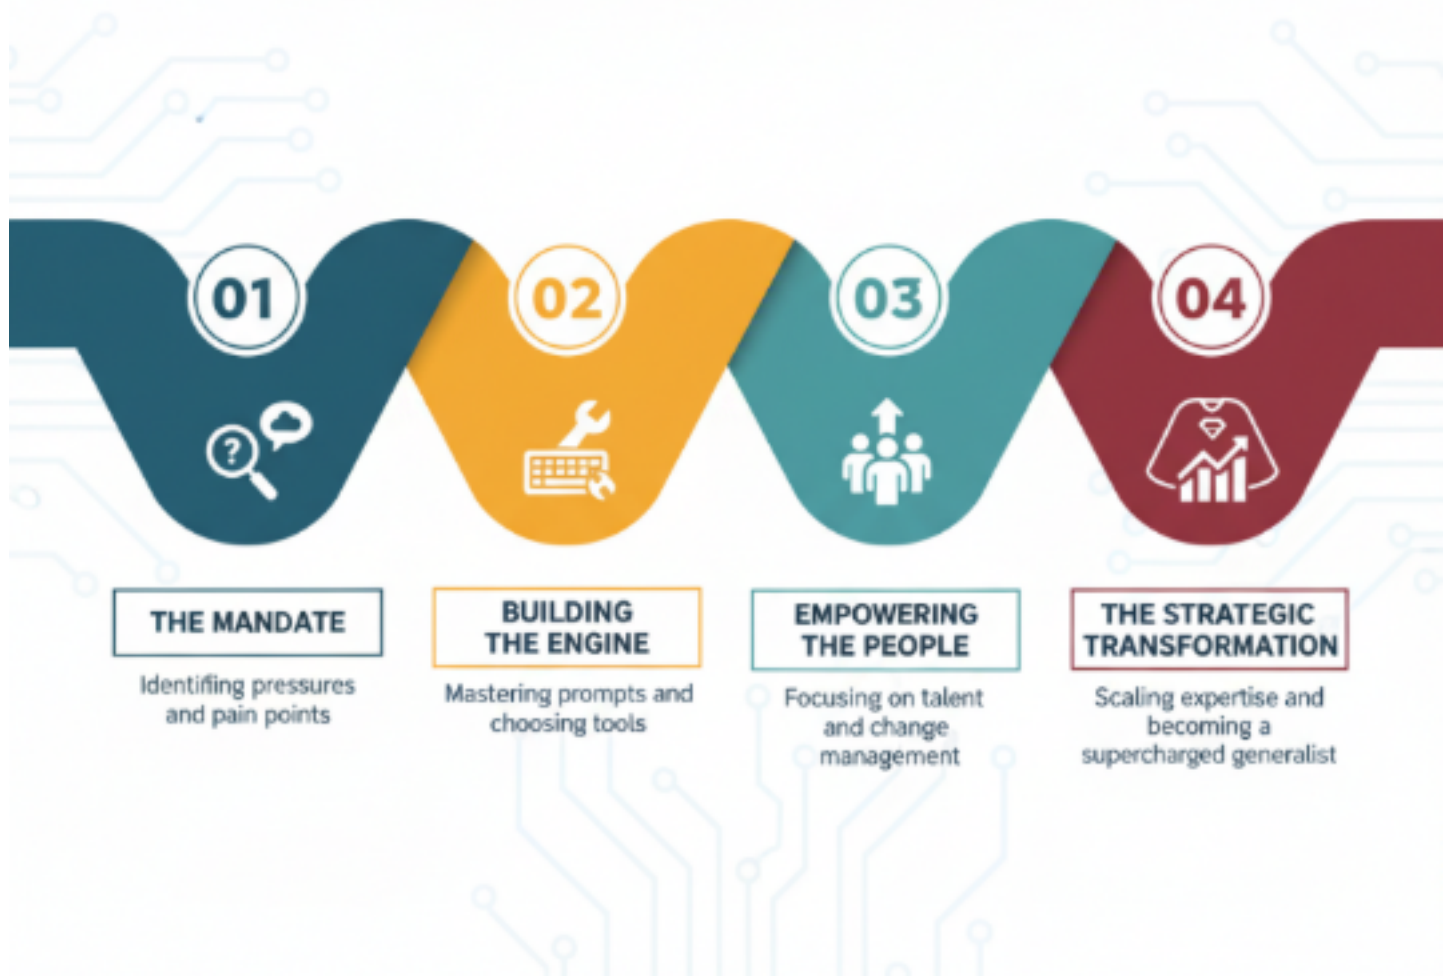 01
02
03
04
THE MANDATE
Identifiing pressures
and pain points
BUILDING
THE ENGINE
Mastering prompts and
choosing tools
EMPOWERING
THE PEOPLE
Focusing on talent
and change
management
THE STRATEGIC
TRANSFORMATION
Scaling expertise and
becoming a
supercharged generalist